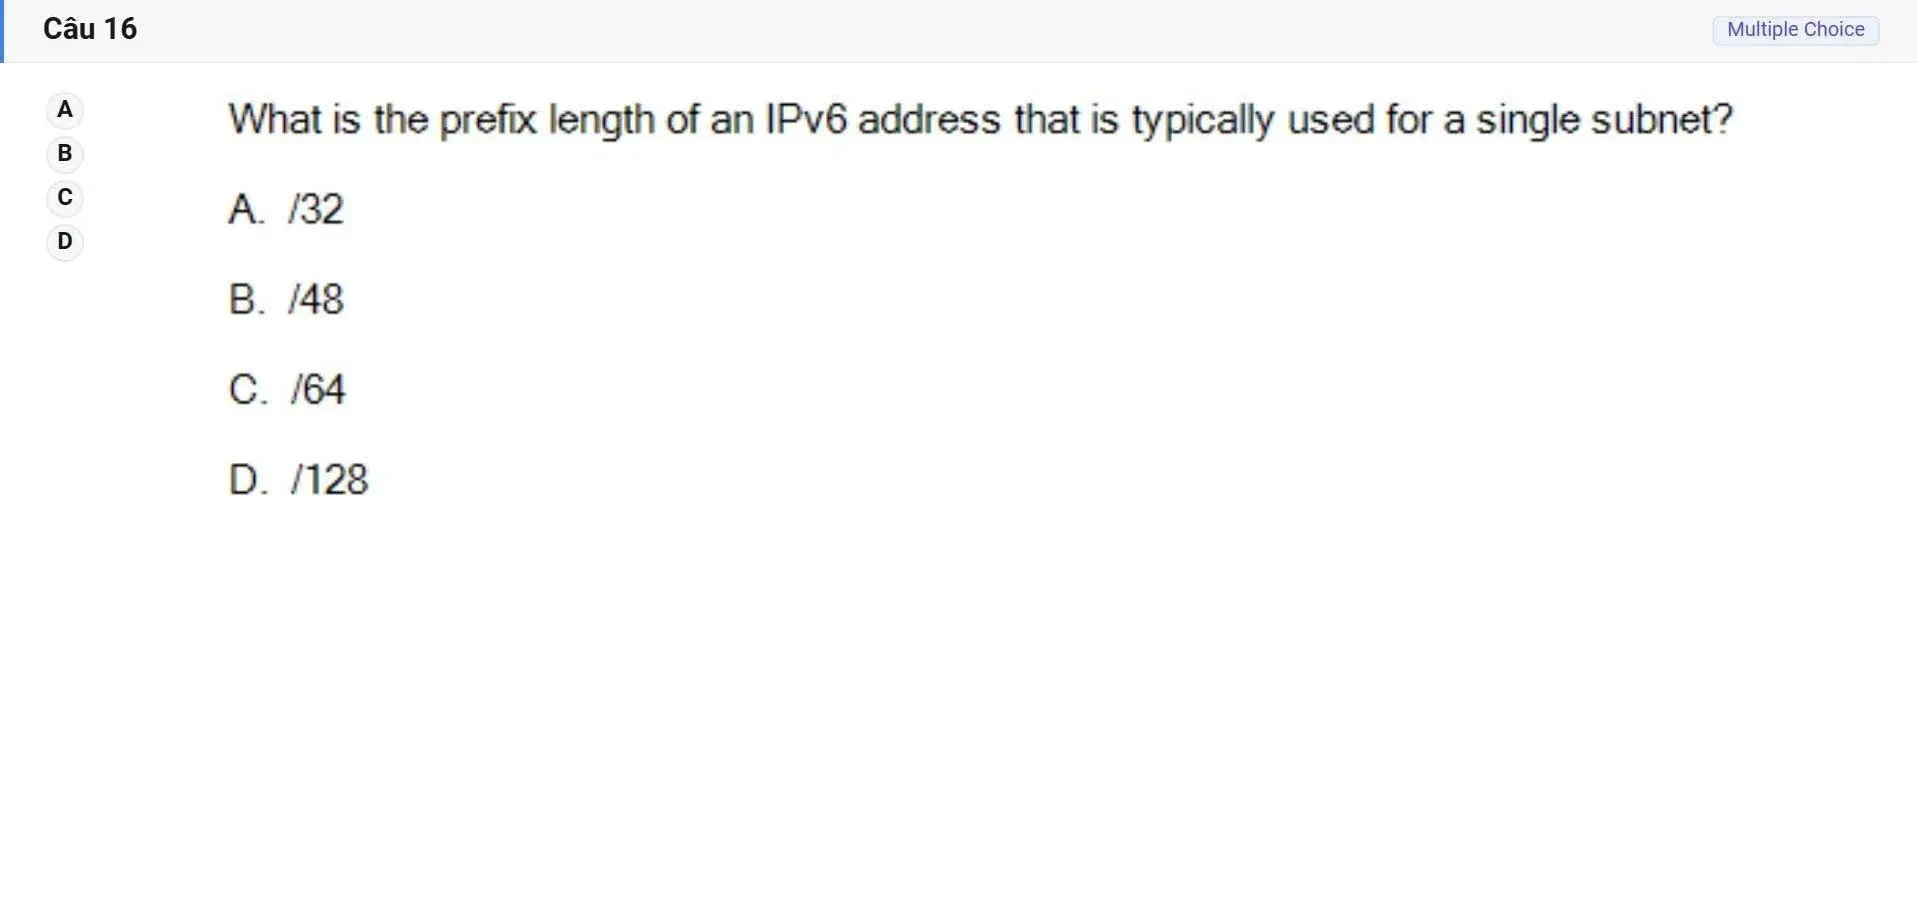 Câu 16
Multiple Choice
A
B
C
D
What is the prefix length of an IPv6 address that is typically used for a single subnet?
A. /32
B. /48
C. /64
D. /128